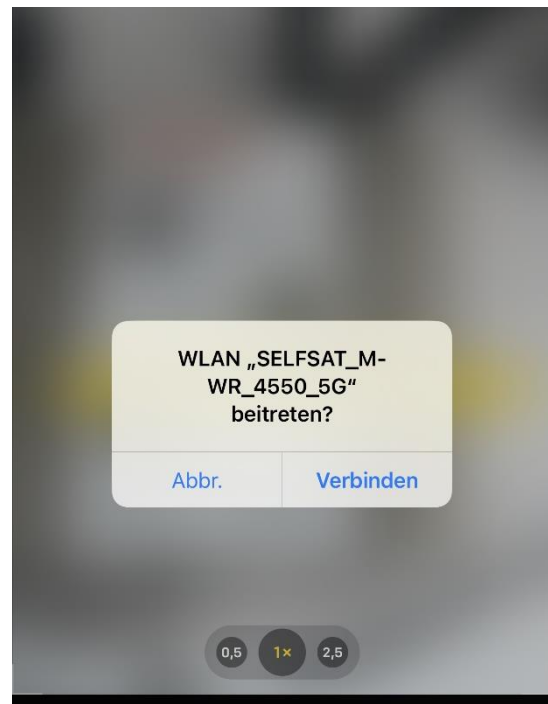 WLAN „SELFSAT_M-
WR_4550_5G“
beitreten?
Abbr.
Verbinden
0,5
1×
2,5